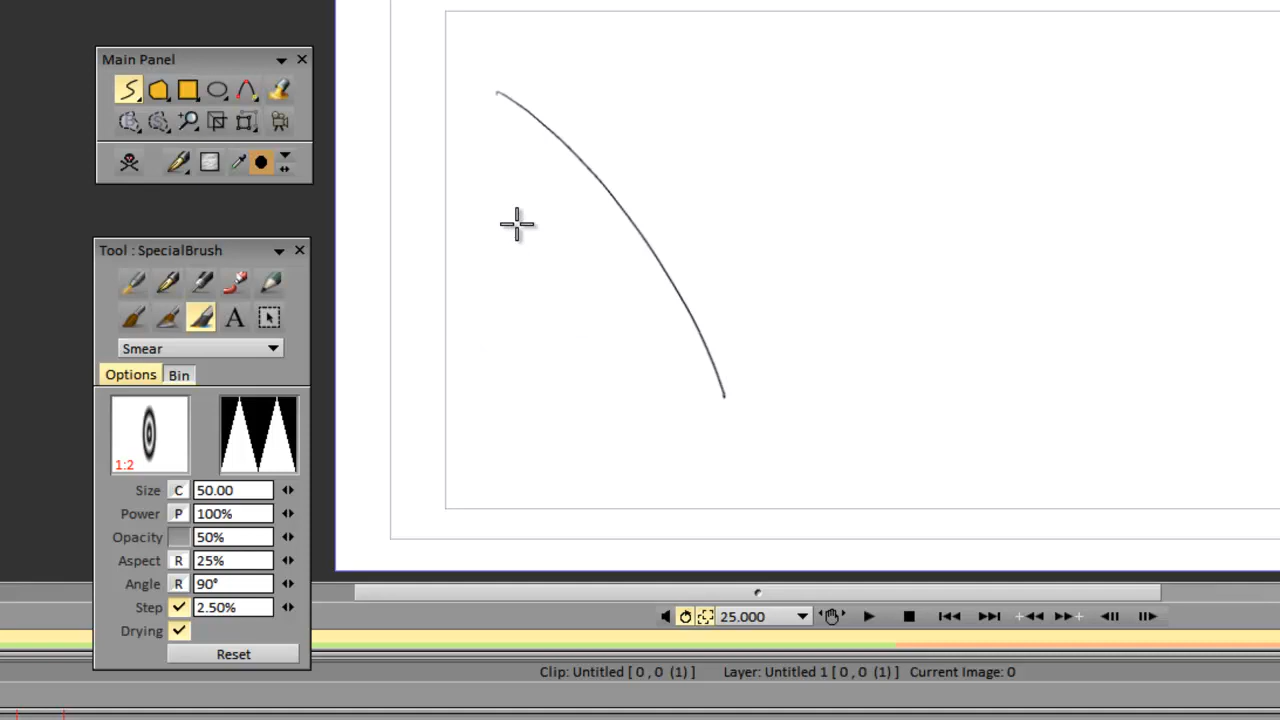 Main Panel
Tool : SpecialBrush
A
Smear
Options Bin
1:2
Size C 50.00
Power P 100%
Opacity 50%
Aspect R 25%
Angle R 90°
Step 2.50%
Drying
Reset
25.000
Clip: Untitled [ 0 , 0 (1) ] Layer: Untitled 1 [ 0 , 0 (1) ] Current Image: 0